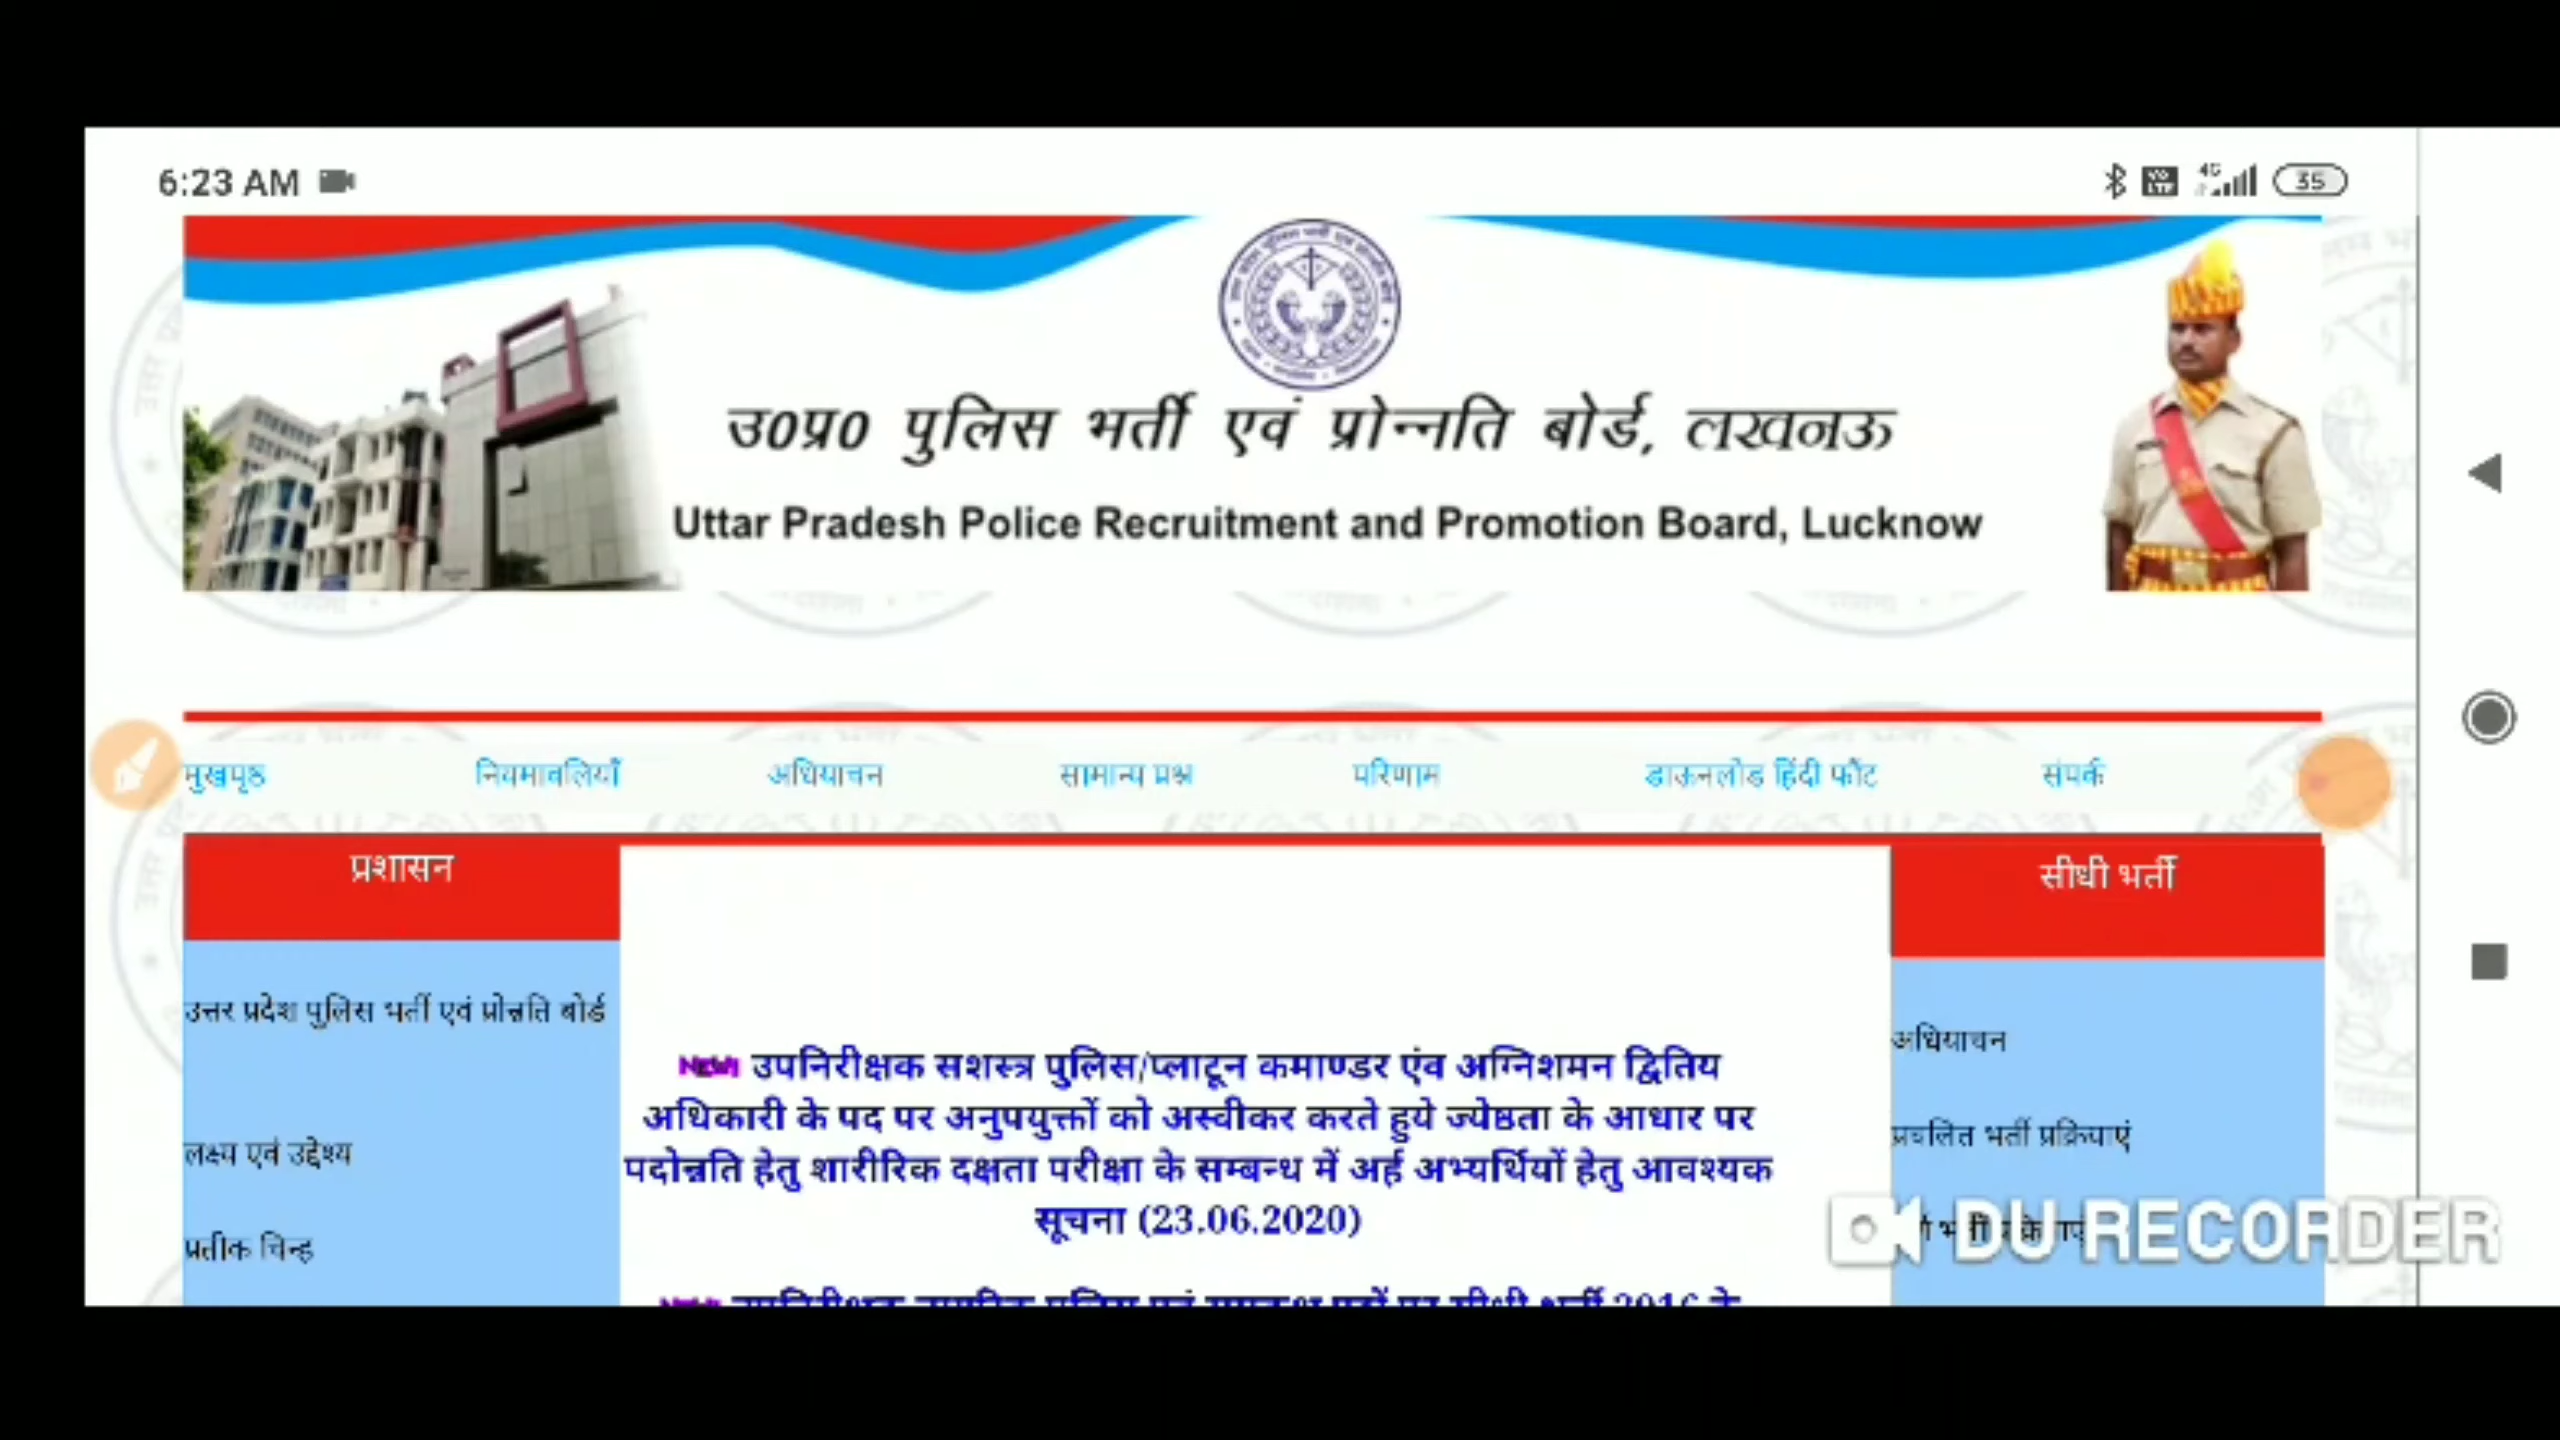 6:23 AM
4G
35
उ0प्र0 पुलिस भर्ती एवं प्रोन्नति बोर्ड, लखनऊ
Uttar Pradesh Police Recruitment and Promotion Board, Lucknow
मुखपृष्ठ नियमावलियाँ अधियाचन सामान्य प्रश्न परिणाम डाऊनलोड हिंदी फौंट संपर्क
प्रशासन
सीधी भर्ती
उत्तर प्रदेश पुलिस भर्ती एवं प्रोन्नति बोर्ड
लक्ष्य एवं उद्देश्य
प्रतीक चिन्ह
NEW! उपनिरीक्षक सशस्त्र पुलिस/प्लाटून कमाण्डर एंव अग्निशमन द्वितिय
अधिकारी के पद पर अनुपयुक्तों को अस्वीकर करते हुये ज्येष्ठता के आधार पर
पदोन्नति हेतु शारीरिक दक्षता परीक्षा के सम्बन्ध में अर्ह अभ्यर्थियों हेतु आवश्यक
सूचना (23.06.2020)
अधियाचन
प्रचलित भर्ती प्रक्रियाएं
DU RECORDER